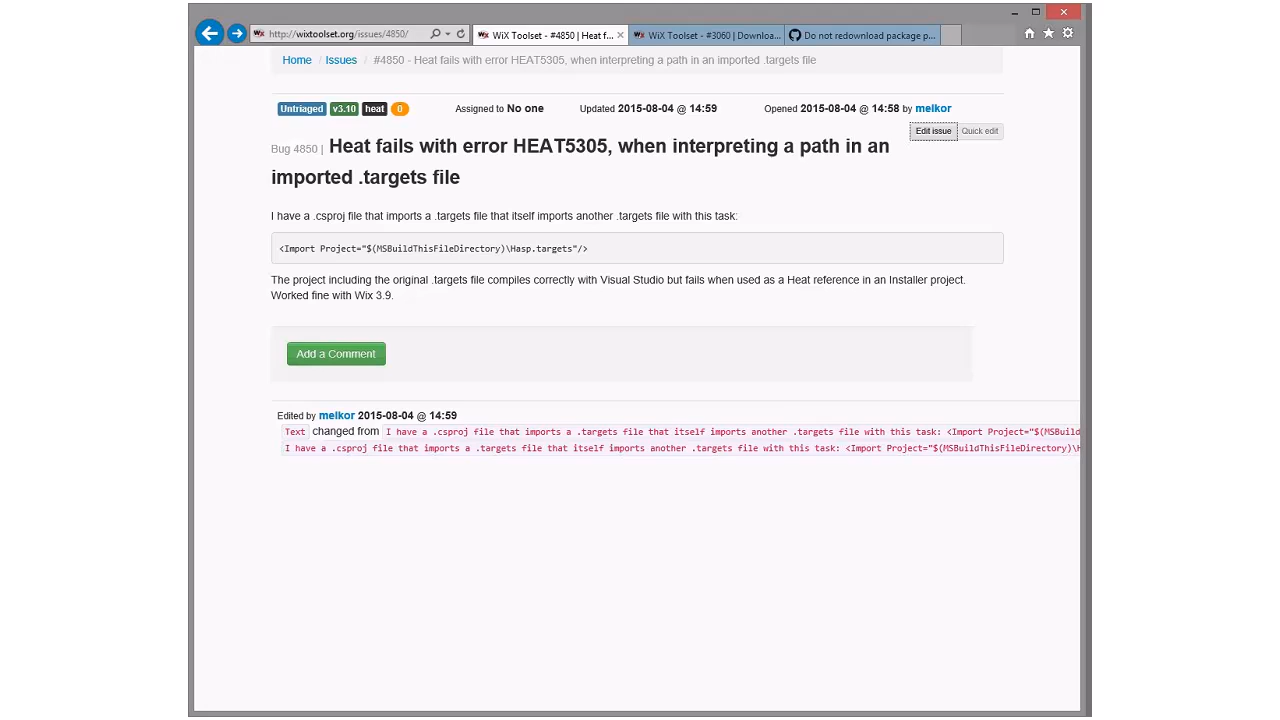 http://wixtoolset.org/issues/4850/
WiX Toolset - #4850 | Heat f...
WiX Toolset - #3060 | Downloa...
Do not redownload package p...
Home / Issues / #4850 - Heat fails with error HEAT5305, when interpreting a path in an imported .targets file
Untriaged v3.10 heat 0 Assigned to No one Updated 2015-08-04 @ 14:59 Opened 2015-08-04 @ 14:58 by melkor
Edit issue Quick edit
Bug 4850 | Heat fails with error HEAT5305, when interpreting a path in an
imported .targets file
I have a .csproj file that imports a .targets file that itself imports another .targets file with this task:
<Import Project="$(MSBuildThisFileDirectory)\Hasp.targets"/>
The project including the original .targets file compiles correctly with Visual Studio but fails when used as a Heat reference in an Installer project.
Worked fine with Wix 3.9.
Add a Comment
Edited by melkor 2015-08-04 @ 14:59
Text changed from I have a .csproj file that imports a .targets file that itself imports another .targets file with this task: <Import Project="$(MSBuild
I have a .csproj file that imports a .targets file that itself imports another .targets file with this task: <Import Project="$(MSBuildThisFileDirectory)\H